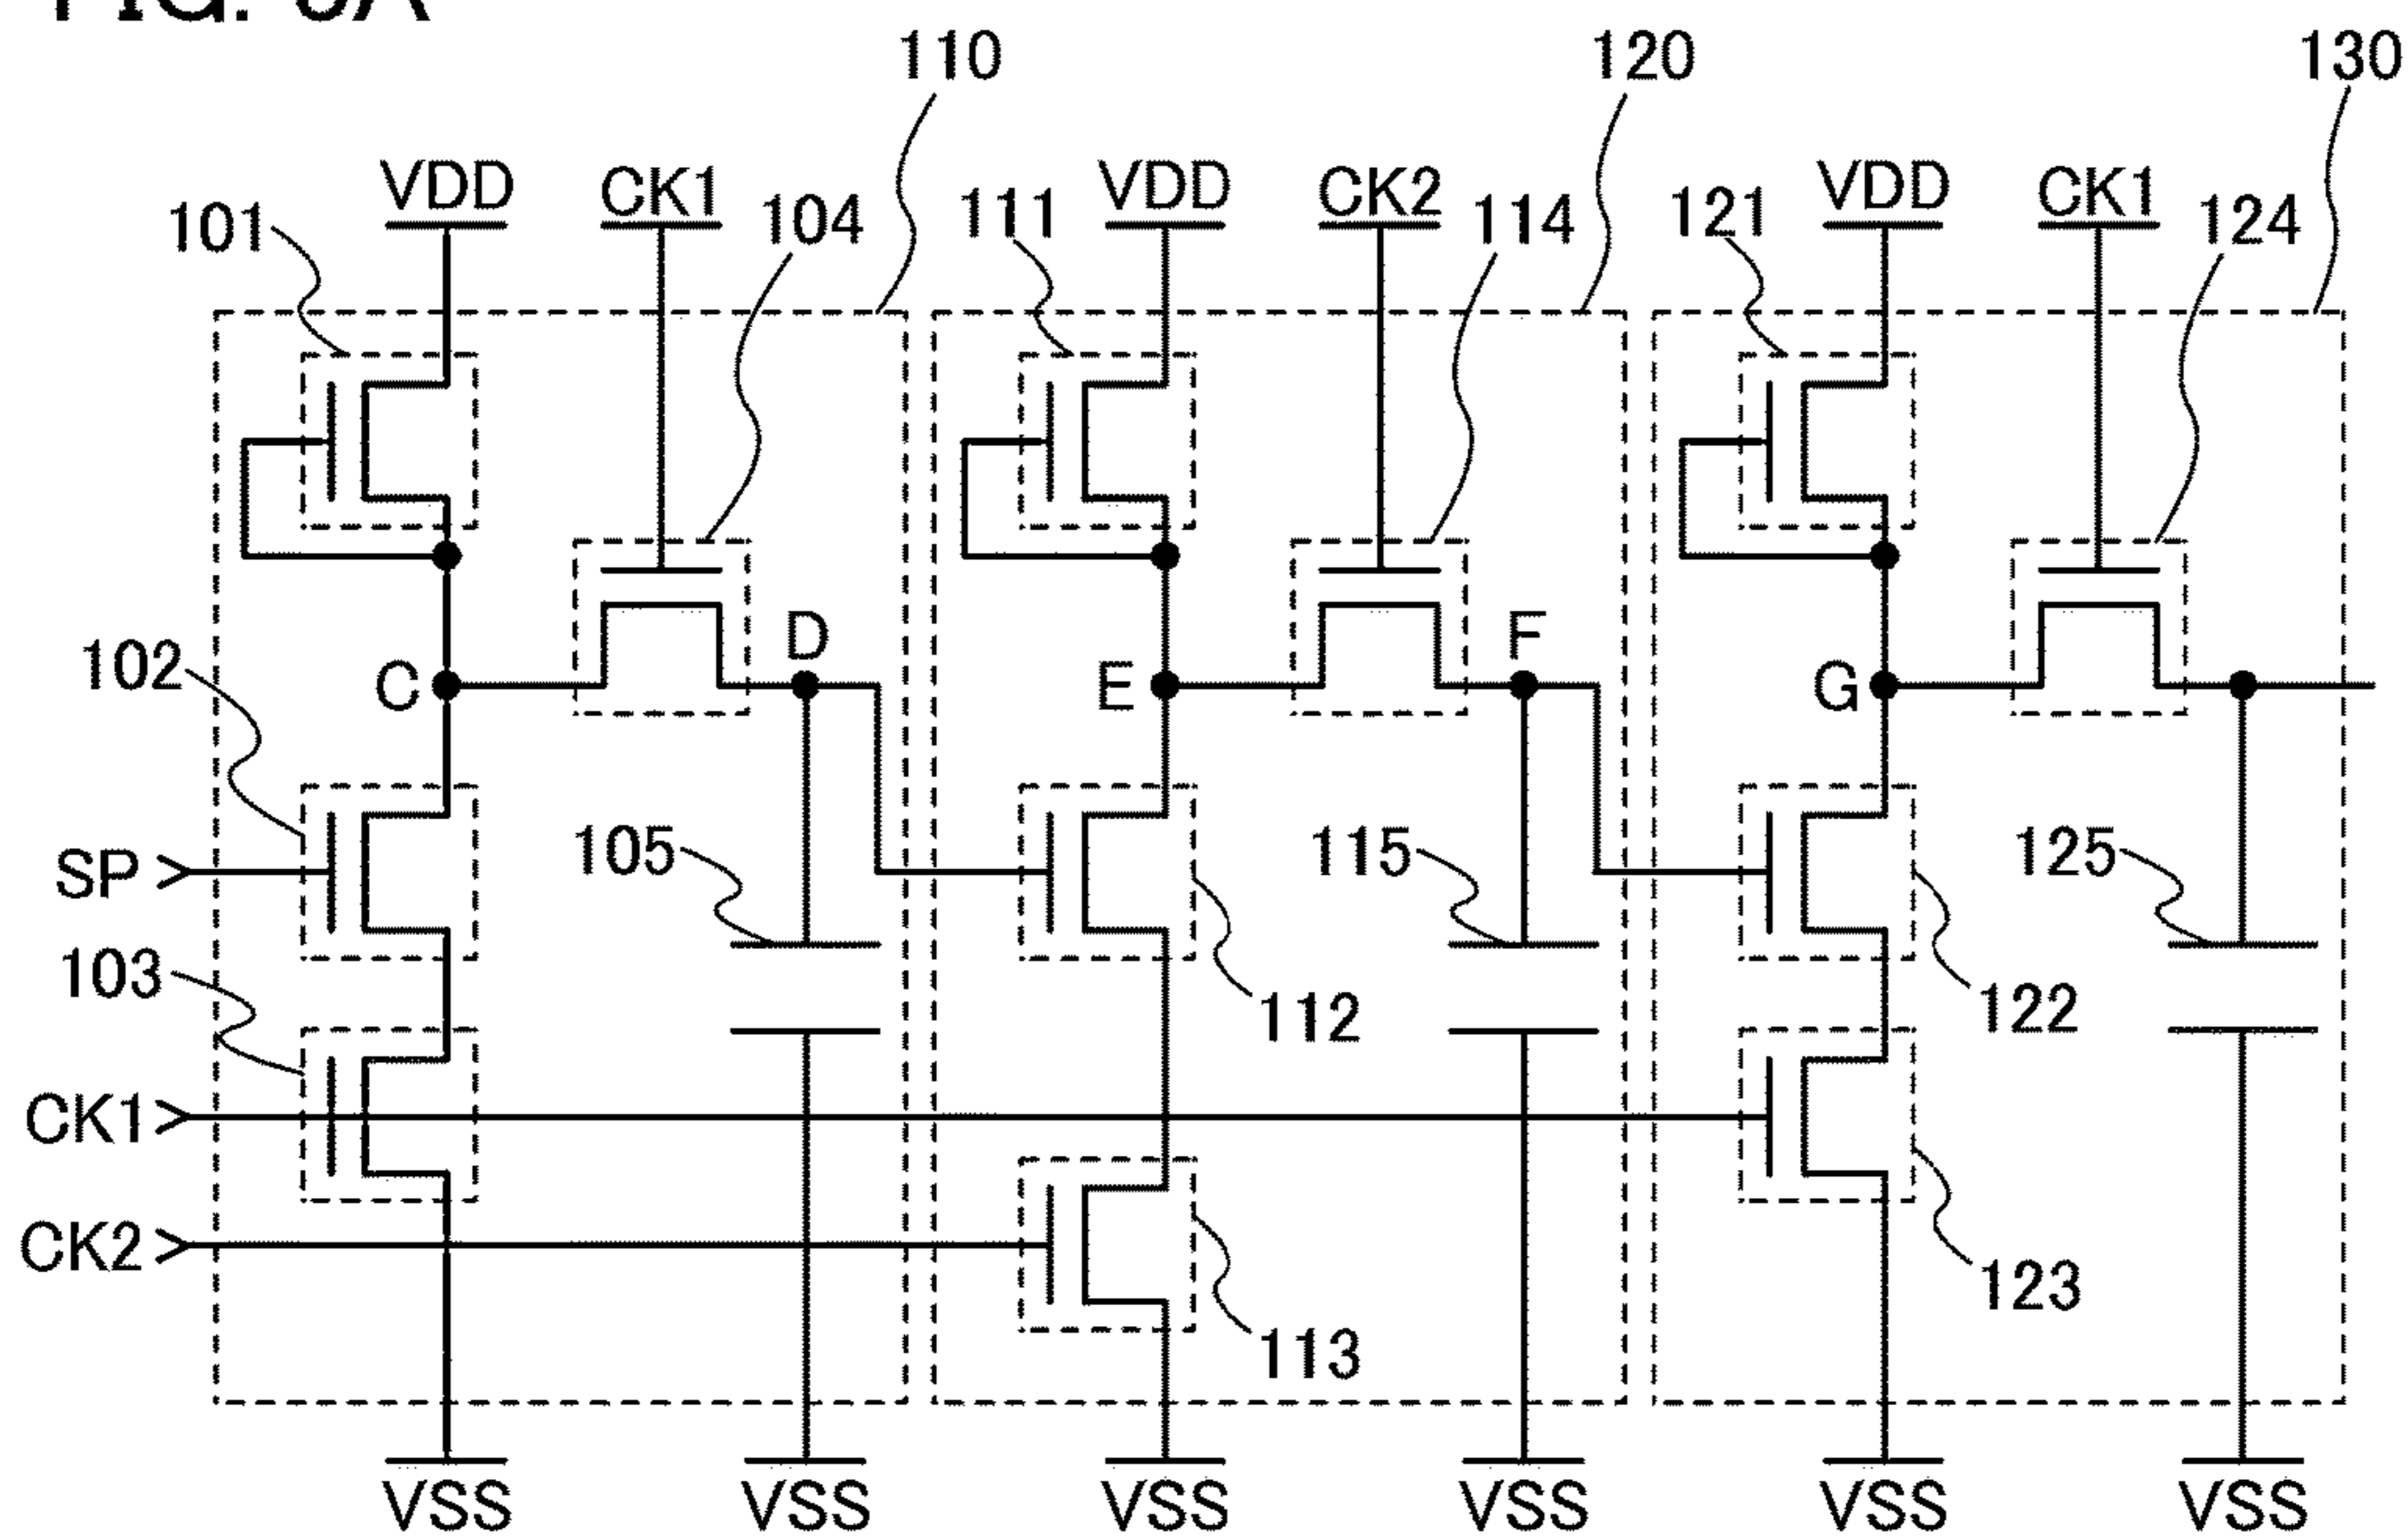 110 120 130
VDD CK1 104 111 VDD CK2 114 121 VDD CK1 124
101
102 C D E F G
SP 105 115 125
103 112 122
CK1
CK2 113 123
VSS VSS VSS VSS VSS VSS